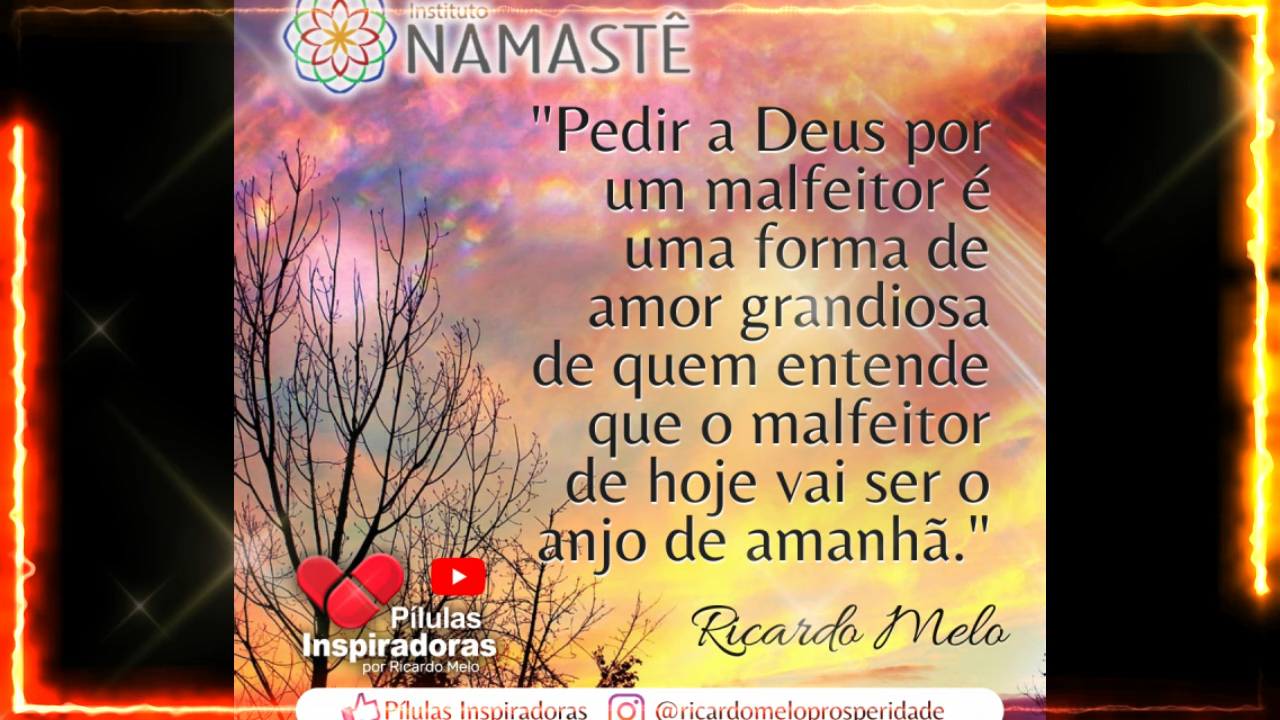 Instituto
NAMASTÊ
"Pedir a Deus por
um malfeitor é
uma forma de
amor grandiosa
de quem entende
que o malfeitor
de hoje vai ser o
anjo de amanhã."
Ricardo Melo
Pílulas
Inspiradoras
por Ricardo Melo
Pílulas Inspiradoras @ricardomeloprosperidade